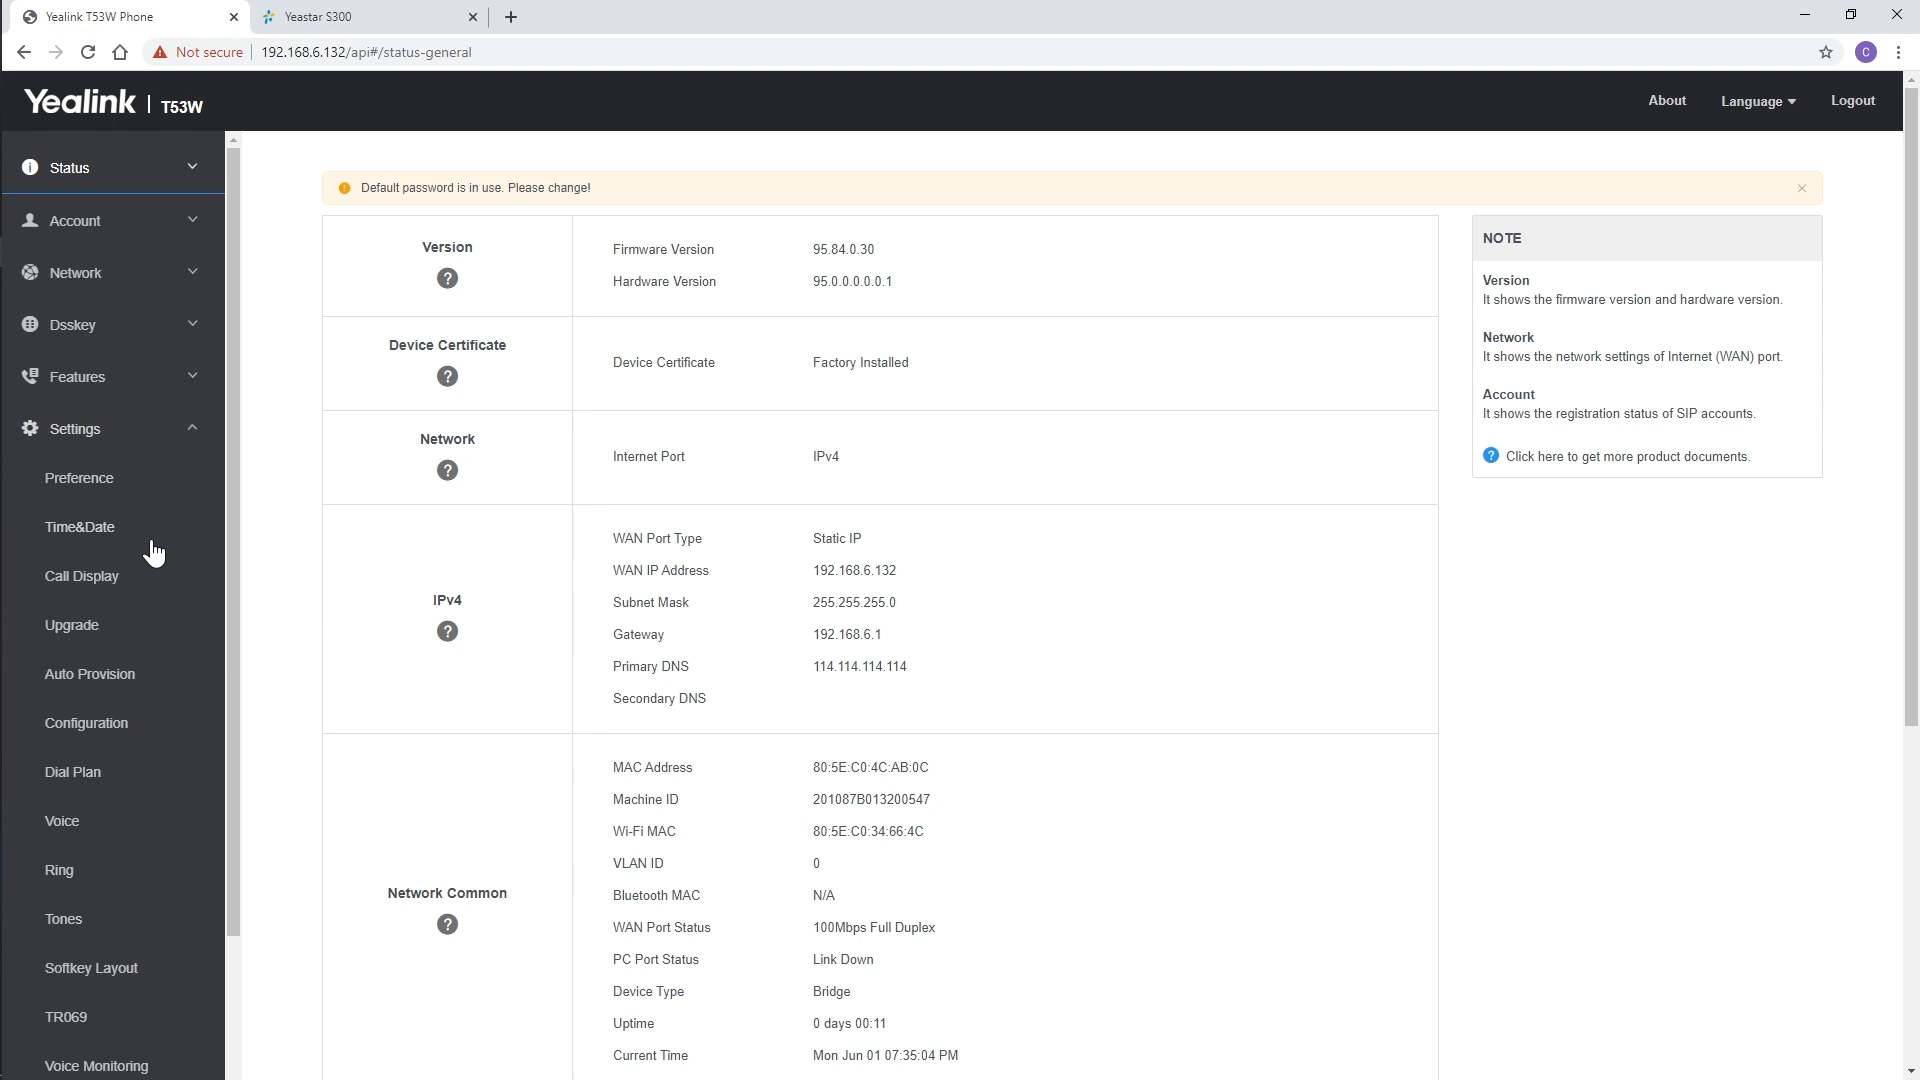 Yealink T53W Phone
Yeastar S300
Not secure
192.168.6.132/api#/status-general
C
Yealink | T53W
About
Language
Logout
Status
Account
Network
Dsskey
Features
Settings
Preference
Time&Date
Call Display
Upgrade
Auto Provision
Configuration
Dial Plan
Voice
Ring
Tones
Softkey Layout
TR069
Voice Monitoring
Default password is in use. Please change!
Version
Firmware Version 95.84.0.30
Hardware Version 95.0.0.0.0.0.1
Device Certificate
Device Certificate Factory Installed
Network
Internet Port IPv4
IPv4
WAN Port Type Static IP
WAN IP Address 192.168.6.132
Subnet Mask 255.255.255.0
Gateway 192.168.6.1
Primary DNS 114.114.114.114
Secondary DNS
Network Common
MAC Address 80:5E:C0:4C:AB:0C
Machine ID 201087B013200547
Wi-Fi MAC 80:5E:C0:34:66:4C
VLAN ID 0
Bluetooth MAC N/A
WAN Port Status 100Mbps Full Duplex
PC Port Status Link Down
Device Type Bridge
Uptime 0 days 00:11
Current Time Mon Jun 01 07:35:04 PM
NOTE
Version
It shows the firmware version and hardware version.
Network
It shows the network settings of Internet (WAN) port.
Account
It shows the registration status of SIP accounts.
Click here to get more product documents.